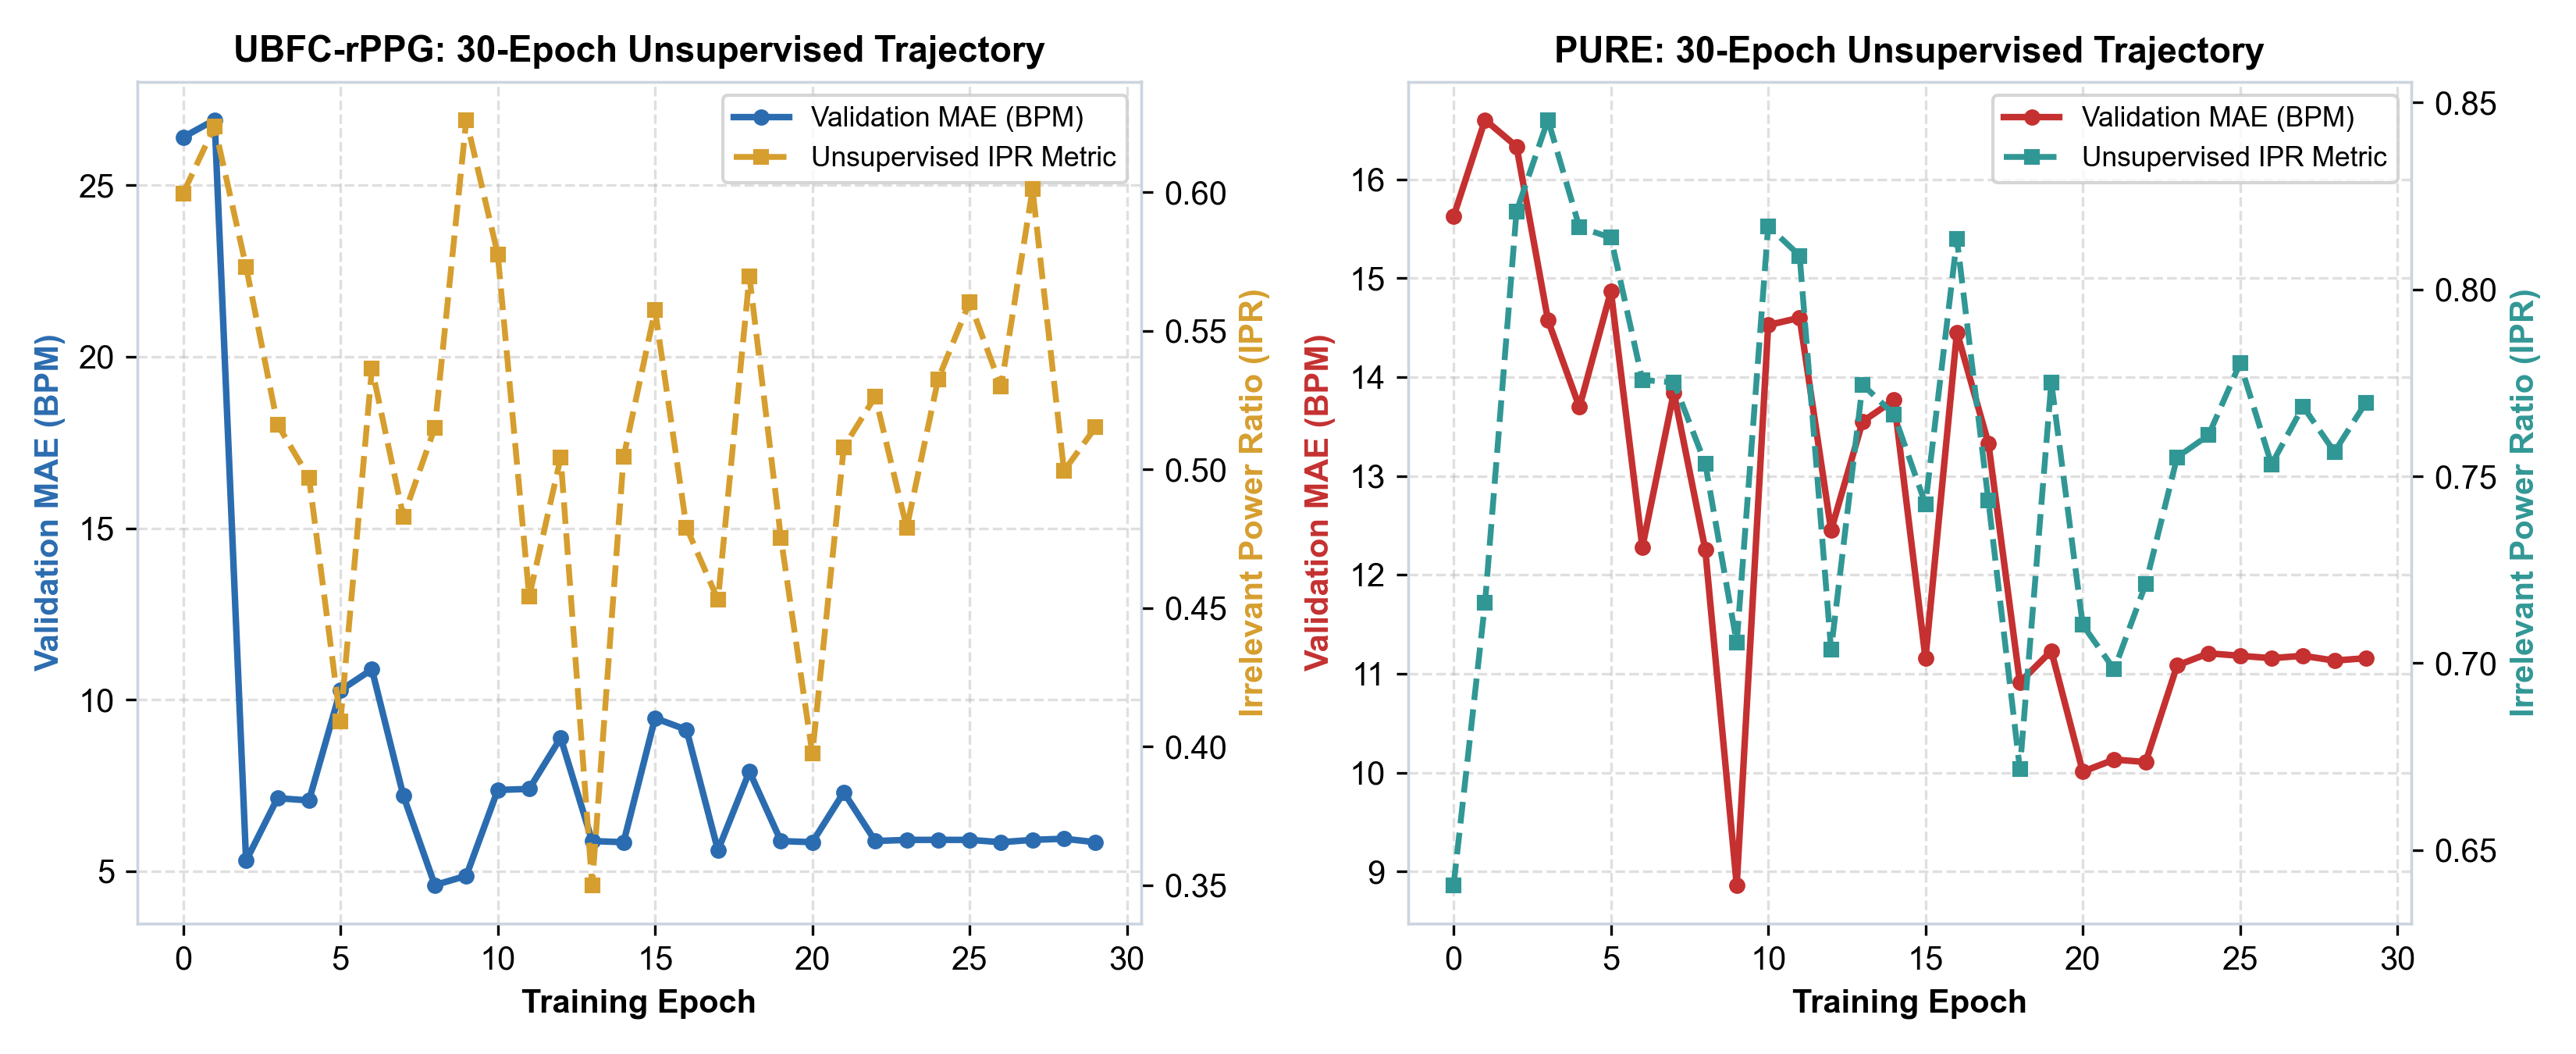 UBFC-rPPG: 30-Epoch Unsupervised Trajectory
Validation MAE (BPM)
Unsupervised IPR Metric
25
20
15
10
5
0.60
0.55
0.50
0.45
0.40
0.35
0 5 10 15 20 25 30
Validation MAE (BPM)
Irrelevant Power Ratio (IPR)
Training Epoch
PURE: 30-Epoch Unsupervised Trajectory
Validation MAE (BPM)
Unsupervised IPR Metric
16
15
14
13
12
11
10
9
0.85
0.80
0.75
0.70
0.65
0 5 10 15 20 25 30
Validation MAE (BPM)
Irrelevant Power Ratio (IPR)
Training Epoch